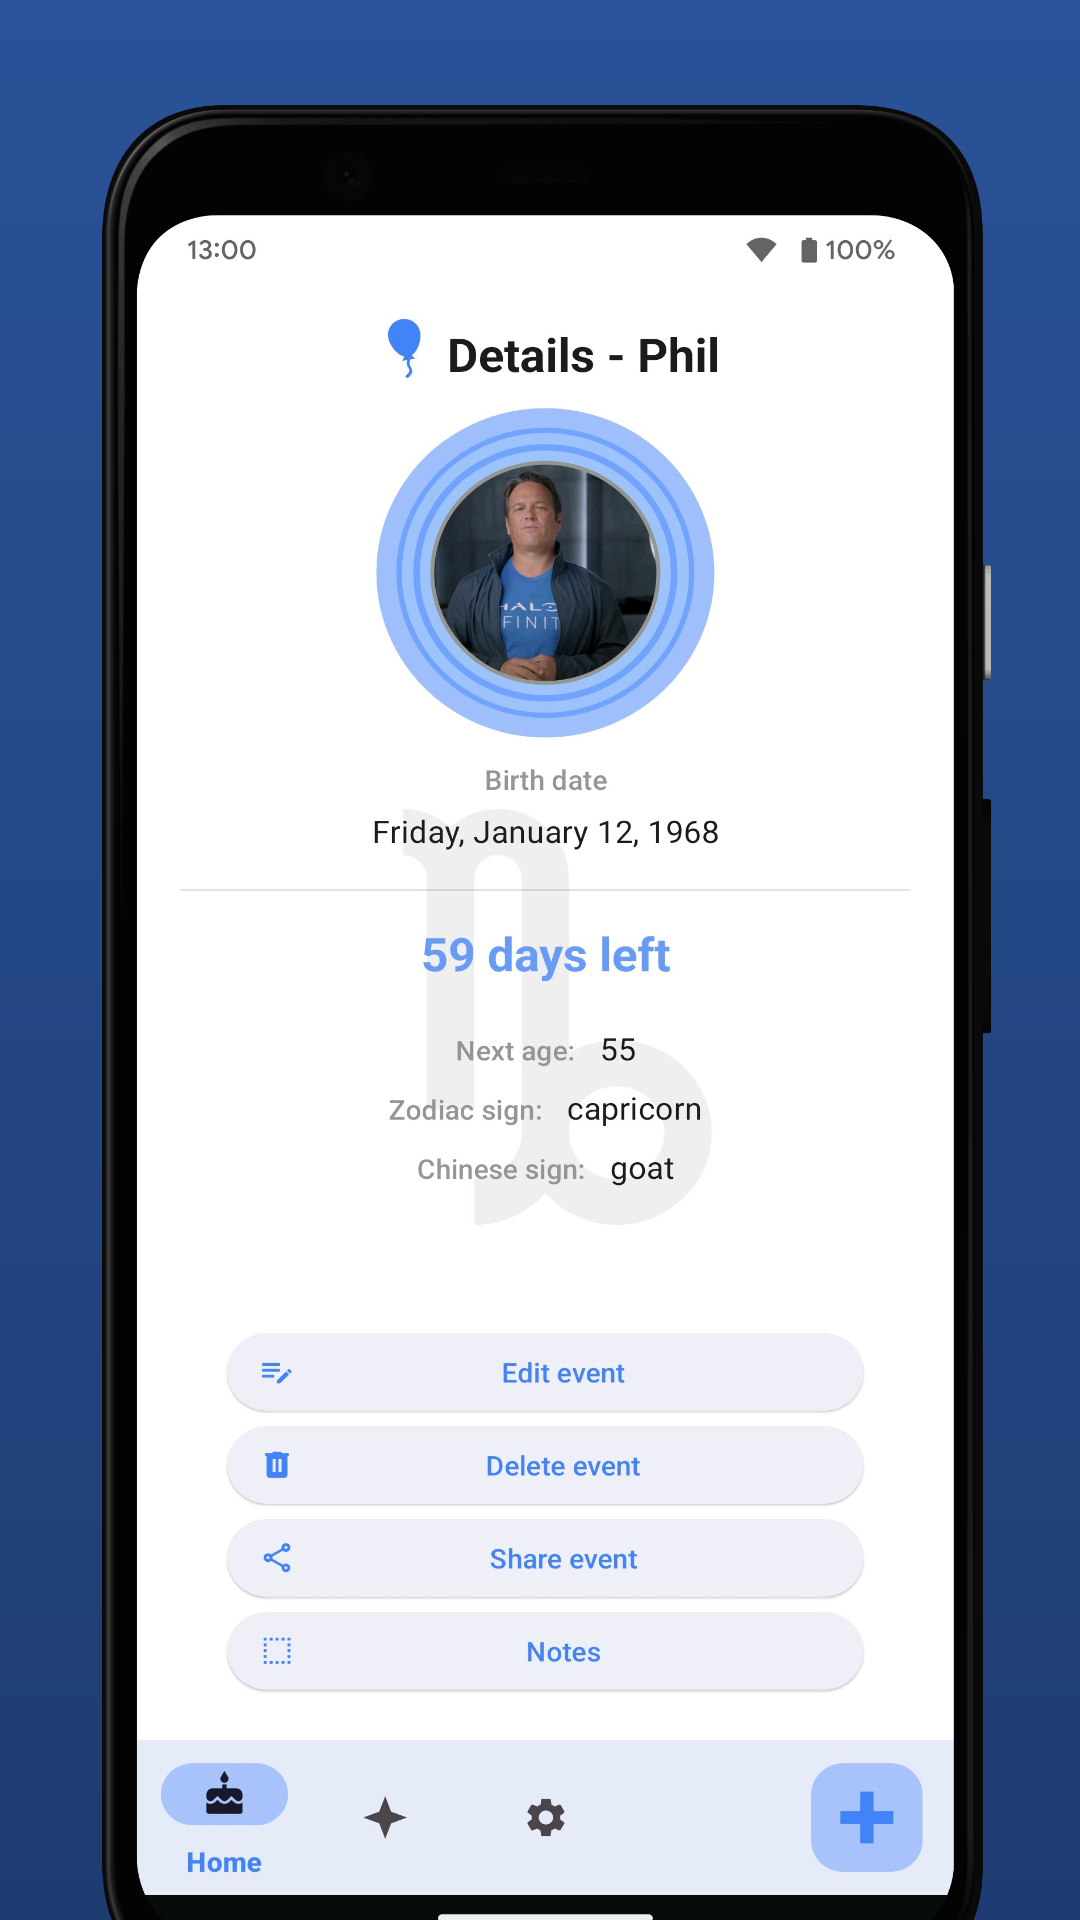 13:00
100%
Details - Phil
HALO
INFINIT
Birth date
Friday, January 12, 1968
59 days left
Next age: 55
Zodiac sign: capricorn
Chinese sign: goat
Edit event
Delete event
Share event
Notes
Home